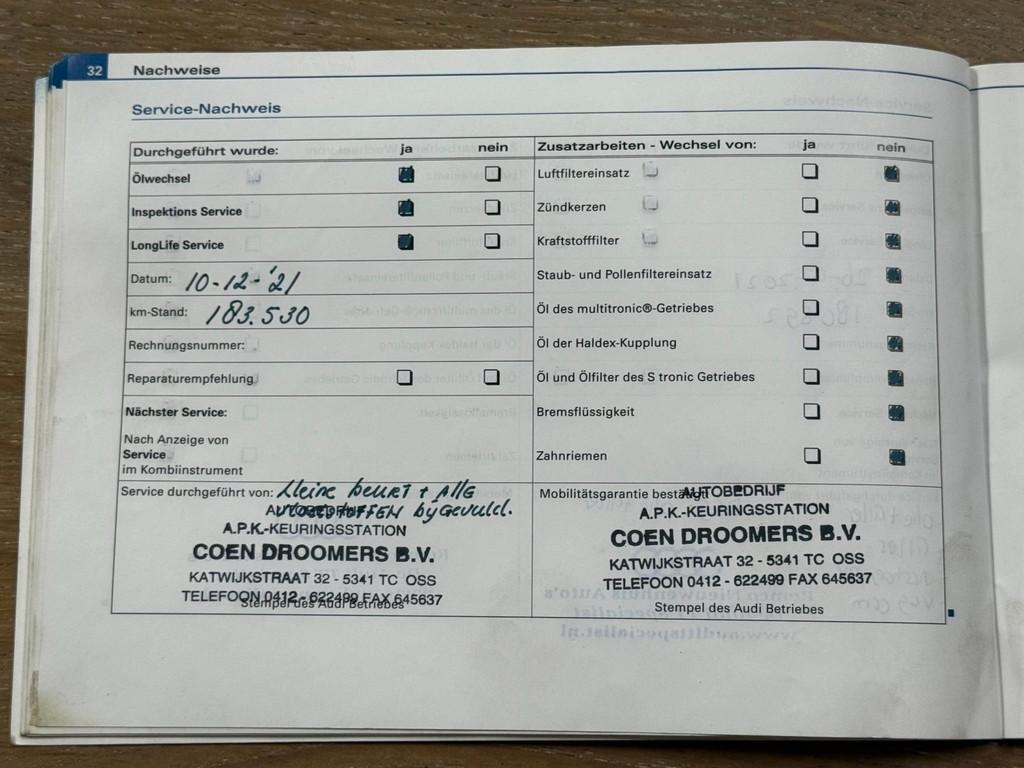 32 Nachweise
Service-Nachweis
Durchgeführt wurde: ja nein
Ölwechsel
Inspektions Service
LongLife Service
Datum: 10-12-'21
km-Stand: 183.530
Rechnungsnummer:
Reparaturempfehlung
Nächster Service:
Nach Anzeige von
Service
im Kombiinstrument
Service durchgeführt von: Kleine beurt + Alle
vloeistoffen bijgevuld.
AUTOBEDRIJF
A.P.K.-KEURINGSSTATION
COEN DROOMERS B.V.
KATWIJKSTRAAT 32 - 5341 TC OSS
TELEFOON 0412 - 622499 FAX 645637
Stempel des Audi Betriebes
Zusatzarbeiten - Wechsel von: ja nein
Luftfiltereinsatz
Zündkerzen
Kraftstofffilter
Staub- und Pollenfiltereinsatz
Öl des multitronic®-Getriebes
Öl der Haldex-Kupplung
Öl und Ölfilter des S tronic Getriebes
Bremsflüssigkeit
Zahnriemen
Mobilitätsgarantie bestätigt
AUTOBEDRIJF
A.P.K.-KEURINGSSTATION
COEN DROOMERS B.V.
KATWIJKSTRAAT 32 - 5341 TC OSS
TELEFOON 0412 - 622499 FAX 645637
Stempel des Audi Betriebes